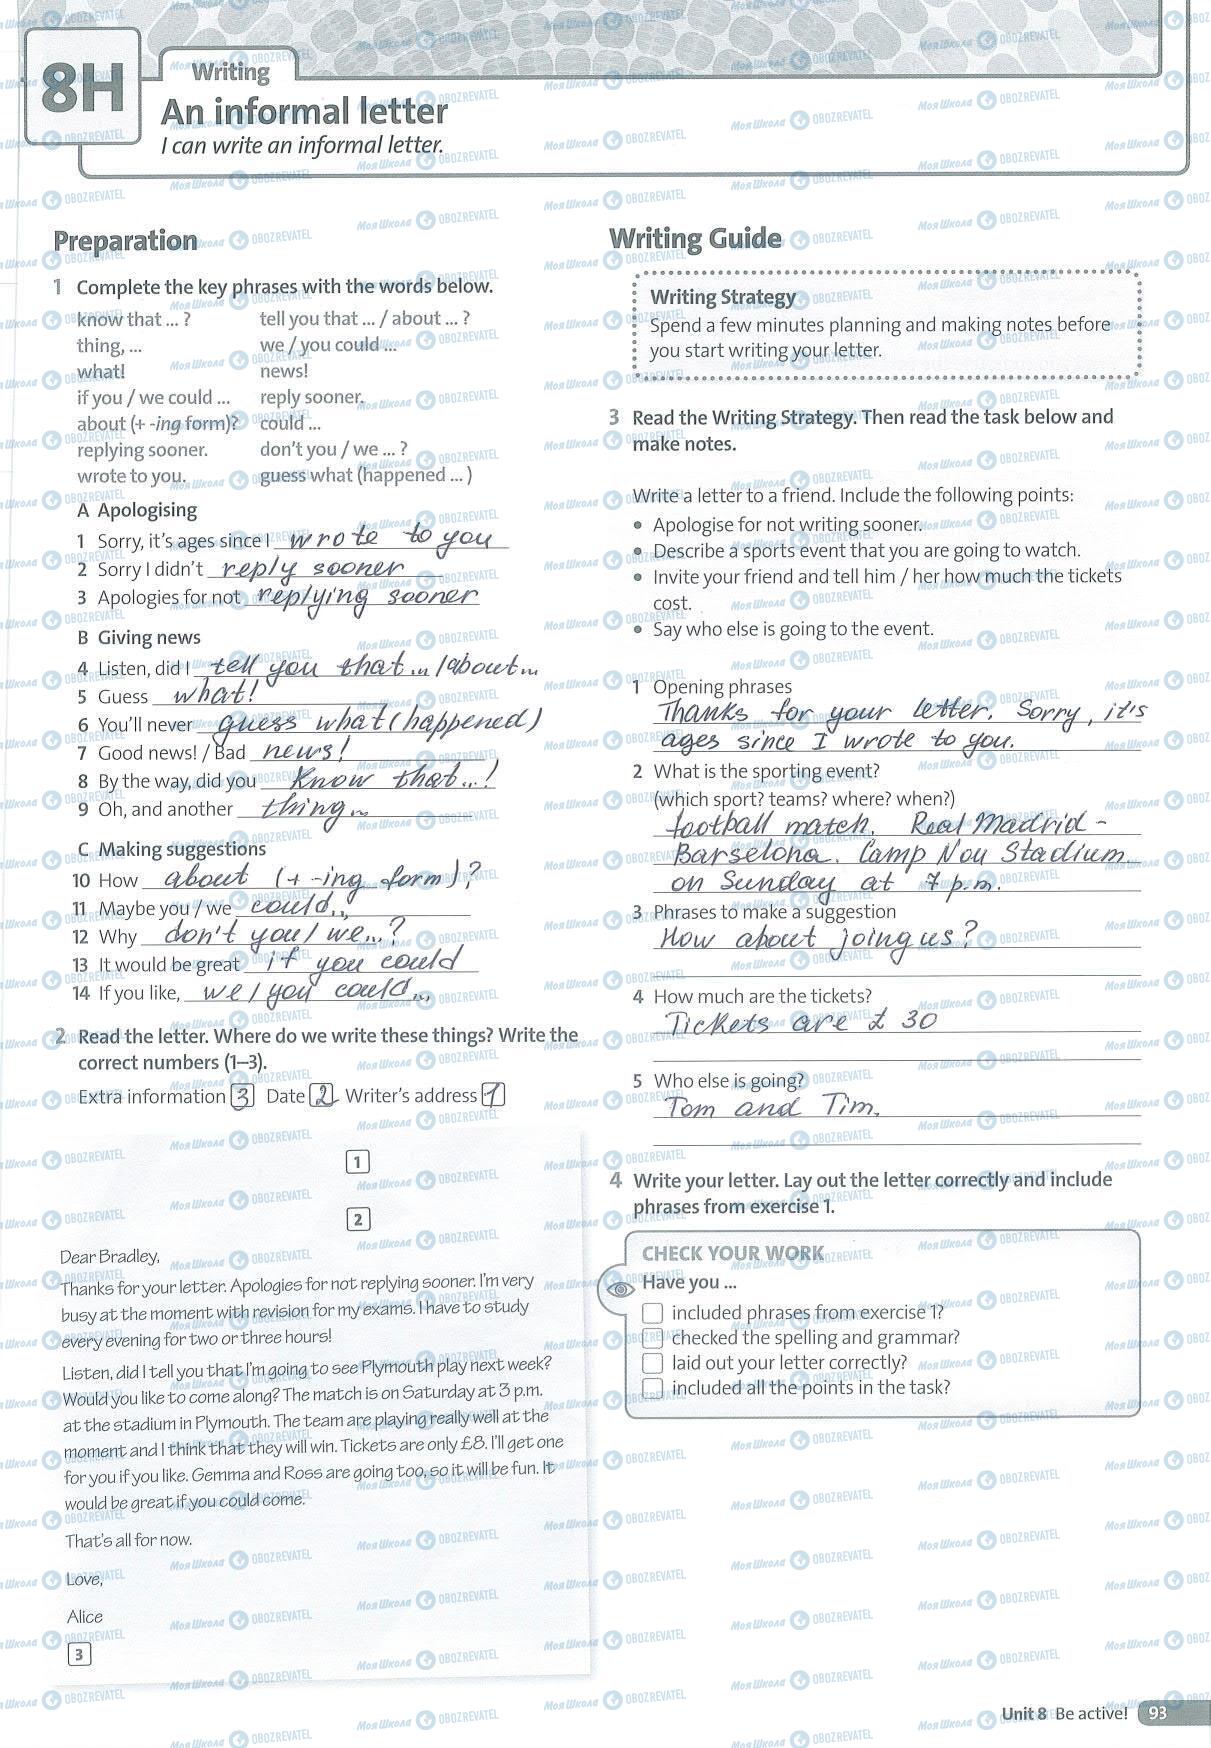 8H
Writing
An informal letter
I can write an informal letter.
Preparation
1 Complete the key phrases with the words below.
know that ... ? tell you that ... / about ... ?
thing, ... we / you could ...
what! news!
if you / we could ... reply sooner.
about (+ -ing form)? could ...
replying sooner. don't you / we ... ?
wrote to you. guess what (happened ... )
A Apologising
1 Sorry, it's ages since I wrote to you
2 Sorry I didn't reply sooner
3 Apologies for not replying sooner
B Giving news
4 Listen, did I tell you that... /about...
5 Guess what!
6 You'll never guess what (happened)
7 Good news! / Bad news!
8 By the way, did you know that...!
9 Oh, and another thing...
C Making suggestions
10 How about (+ -ing form)?
11 Maybe you / we could...
12 Why don't you / we...?
13 It would be great if you could
14 If you like, we / you could...
2 Read the letter. Where do we write these things? Write the
correct numbers (1–3).
Extra information 3 Date 2 Writer's address 1
1
2
Dear Bradley,
Thanks for your letter. Apologies for not replying sooner. I'm very
busy at the moment with revision for my exams. I have to study
every evening for two or three hours!
Listen, did I tell you that I'm going to see Plymouth play next week?
Would you like to come along? The match is on Saturday at 3 p.m.
at the stadium in Plymouth. The team are playing really well at the
moment and I think that they will win. Tickets are only £8. I'll get one
for you if you like. Gemma and Ross are going too, so it will be fun. It
would be great if you could come.
That's all for now.
Love,
Alice
3
Writing Guide
Writing Strategy
Spend a few minutes planning and making notes before
you start writing your letter.
3 Read the Writing Strategy. Then read the task below and
make notes.
Write a letter to a friend. Include the following points:
• Apologise for not writing sooner.
• Describe a sports event that you are going to watch.
• Invite your friend and tell him / her how much the tickets
cost.
• Say who else is going to the event.
1 Opening phrases
Thanks for your letter. Sorry, it's
ages since I wrote to you.
2 What is the sporting event?
(which sport? teams? where? when?)
football match. Real Madrid -
Barselona. Camp Nou Stadium
on Sunday at 7 p.m.
3 Phrases to make a suggestion
How about joing us?
4 How much are the tickets?
Tickets are £ 30
5 Who else is going?
Tom and Tim.
4 Write your letter. Lay out the letter correctly and include
phrases from exercise 1.
CHECK YOUR WORK
Have you ...
included phrases from exercise 1?
checked the spelling and grammar?
laid out your letter correctly?
included all the points in the task?
Unit 8 Be active! 93
МояШкола OBOZREVATEL